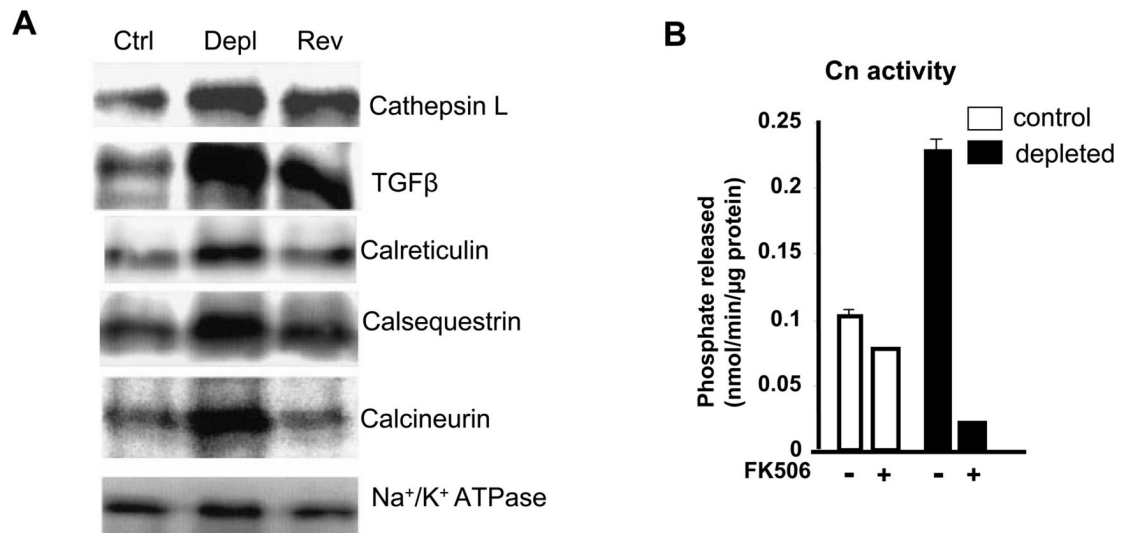 A
Ctrl Depl Rev
Cathepsin L
TGFβ
Calreticulin
Calsequestrin
Calcineurin
Na⁺/K⁺ ATPase
B
Cn activity
control
depleted
Phosphate released
(nmol/min/µg protein)
0.25
0.2
0.15
0.1
0.05
0
FK506 - + - +